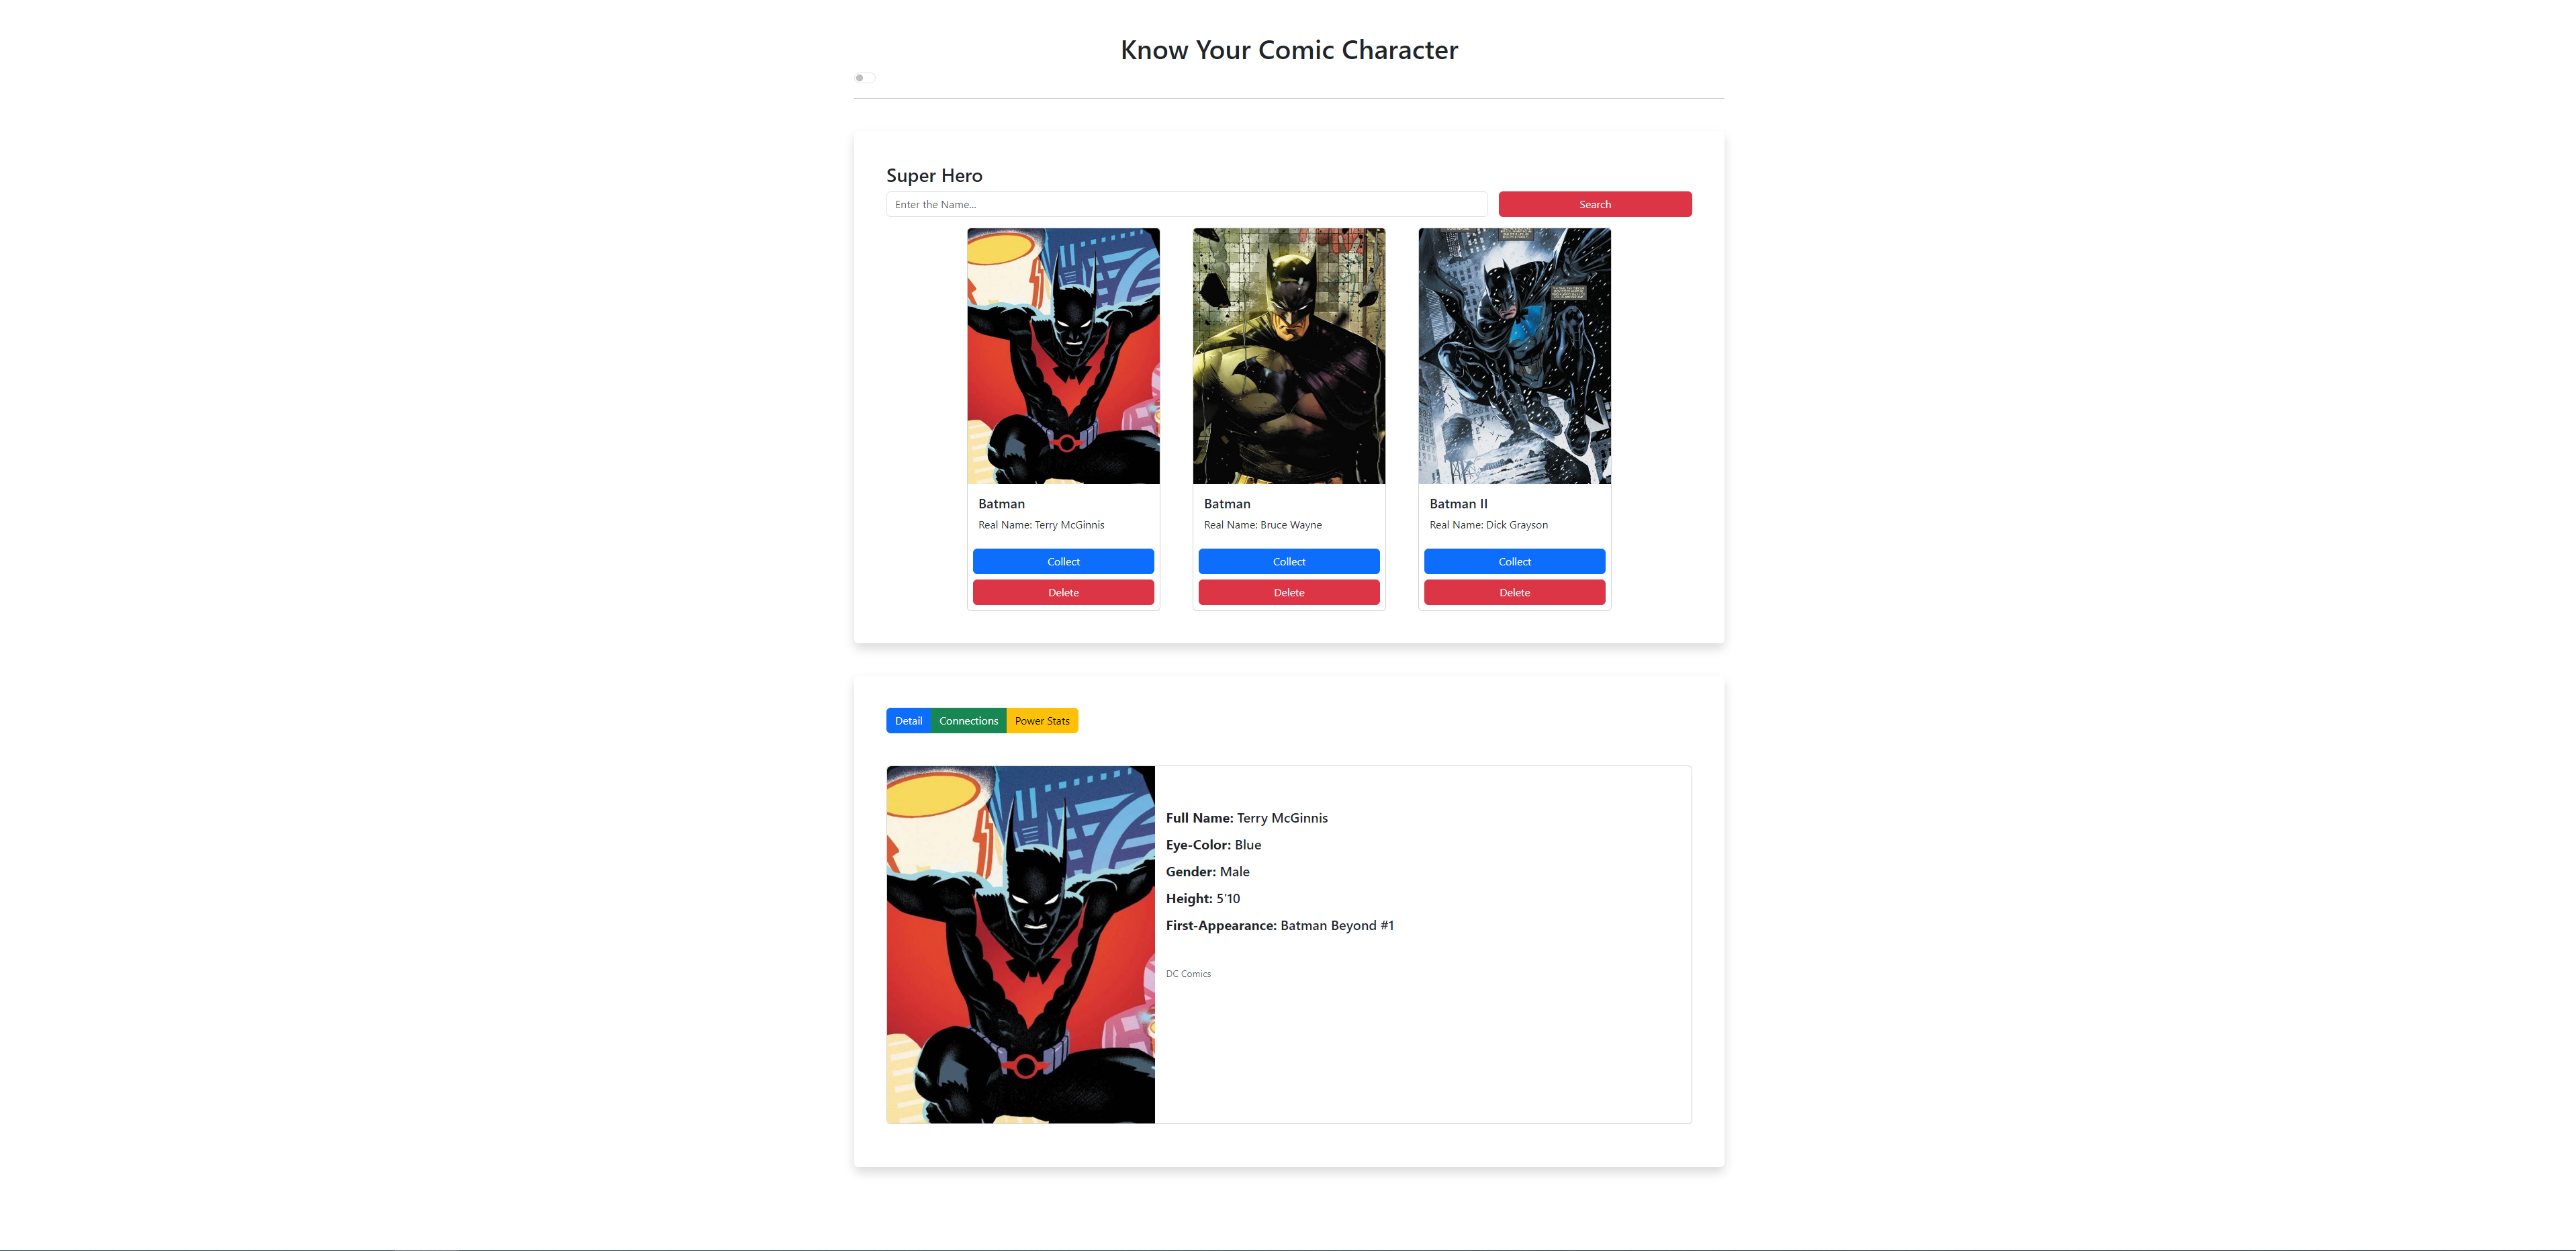 Know Your Comic Character
Super Hero
Enter the Name...
Search
Batman
Real Name: Terry McGinnis
Collect
Delete
Batman
Real Name: Bruce Wayne
Collect
Delete
Batman II
Real Name: Dick Grayson
Collect
Delete
Detail
Connections
Power Stats
Full Name: Terry McGinnis
Eye-Color: Blue
Gender: Male
Height: 5'10
First-Appearance: Batman Beyond #1
DC Comics